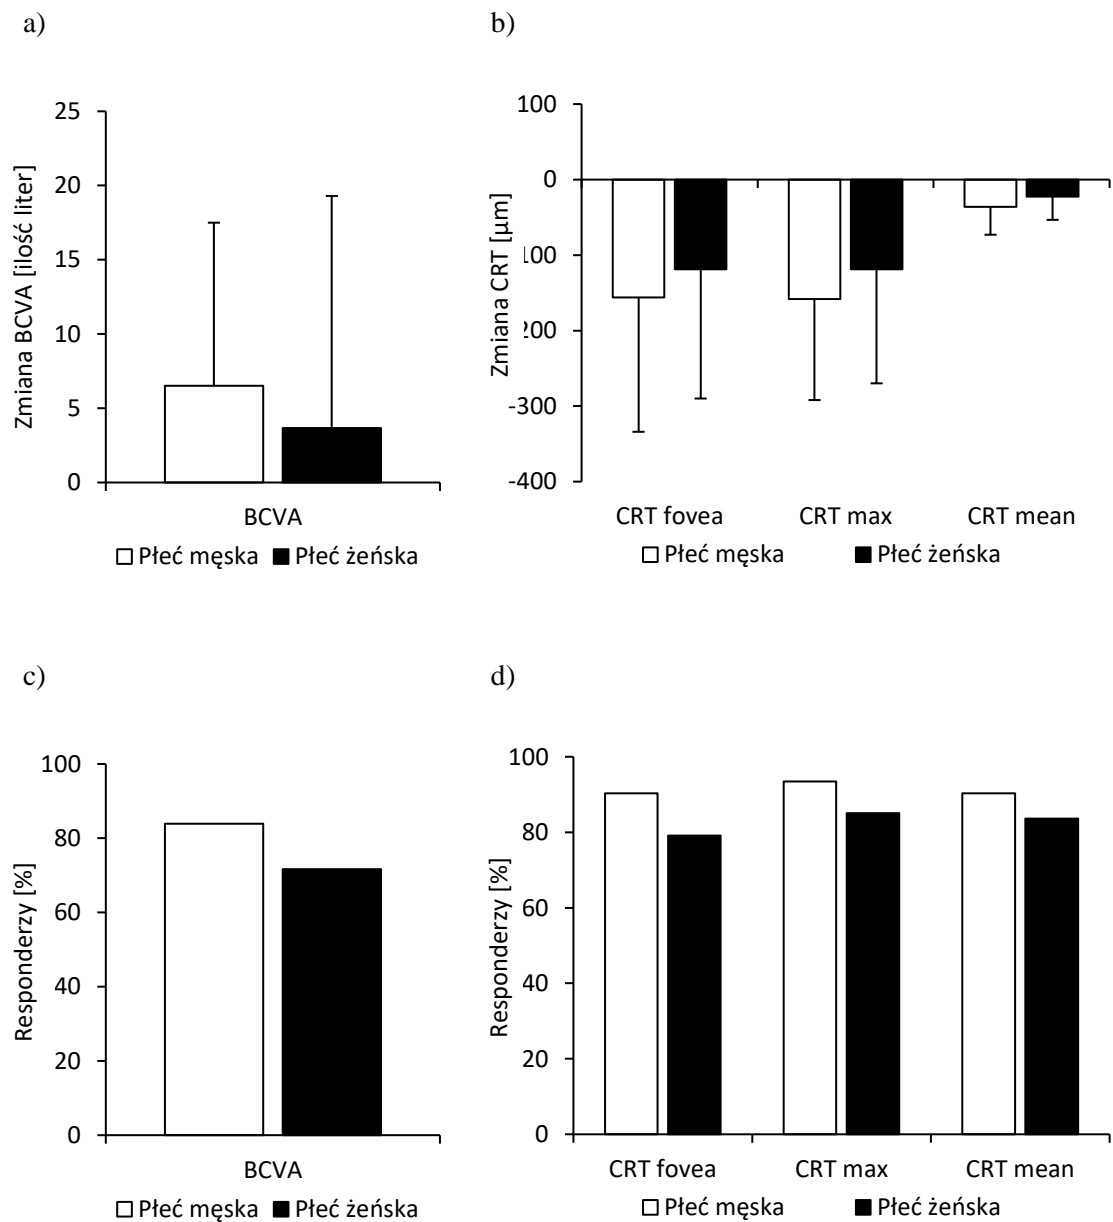 a)
b)
Zmiana BCVA [ilość liter]
25
20
15
10
5
0
BCVA
Płeć męska Płeć żeńska
Zmiana CRT [µm]
100
0
100
200
-300
-400
CRT fovea CRT max CRT mean
Płeć męska Płeć żeńska
c)
d)
Responderzy [%]
100
80
60
40
20
0
BCVA
Płeć męska Płeć żeńska
Responderzy [%]
100
80
60
40
20
0
CRT fovea CRT max CRT mean
Płeć męska Płeć żeńska